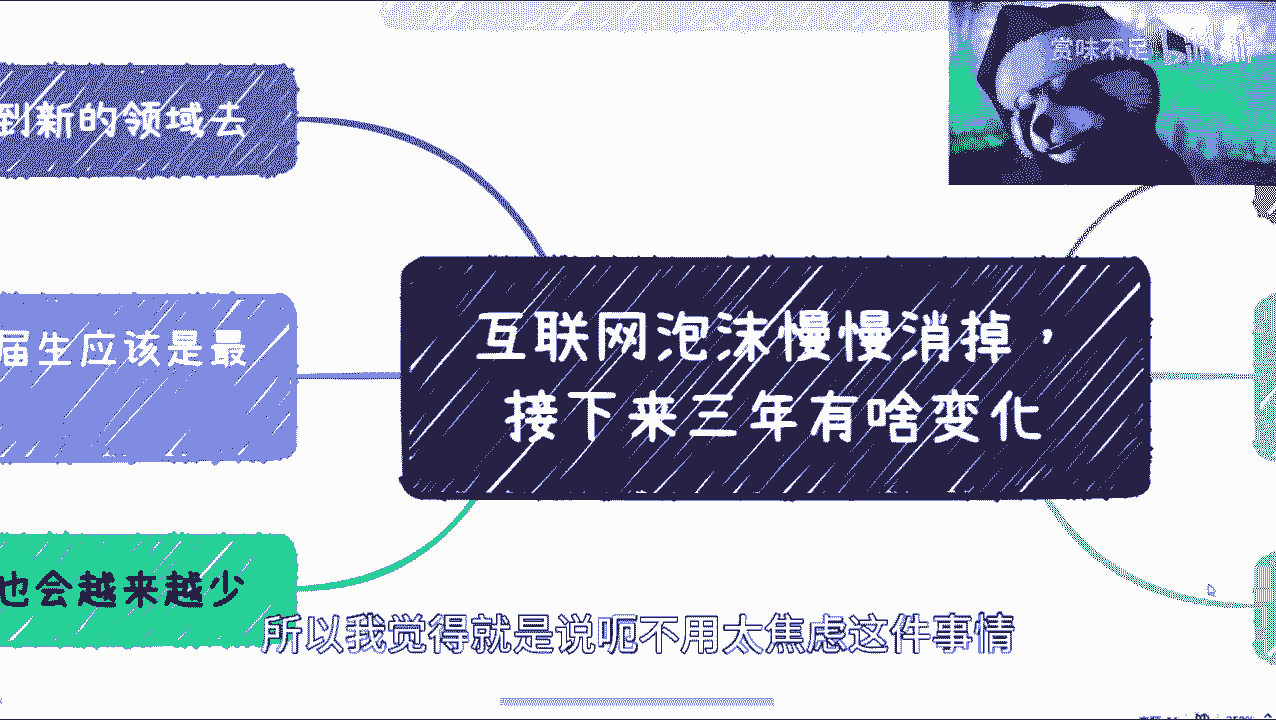 赏味不足
到新的领域去
互联网泡沫慢慢消掉，
接下来三年有啥变化
届生应该是最
也会越来越少
所以我觉得就是说呃不用太焦虑这件事情